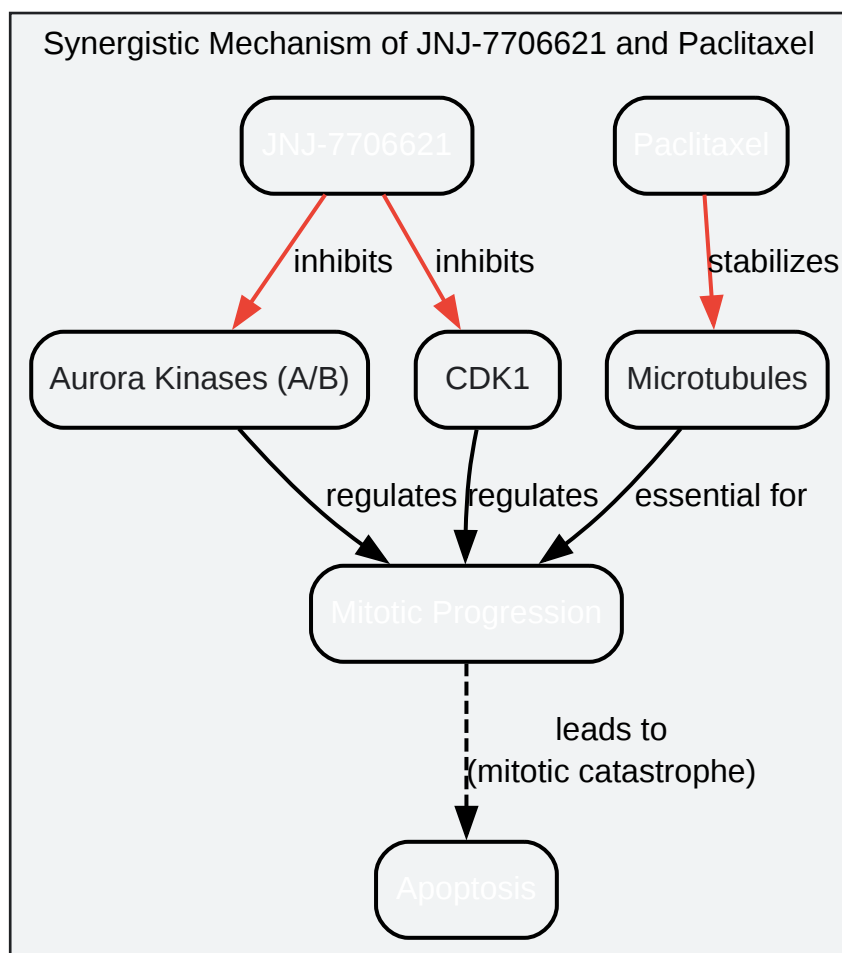 Synergistic Mechanism of JNJ-7706621 and Paclitaxel
JNJ-7706621
Paclitaxel
inhibits
inhibits
stabilizes
Aurora Kinases (A/B)
CDK1
Microtubules
regulates
regulates
essential for
Mitotic Progression
leads to
(mitotic catastrophe)
Apoptosis